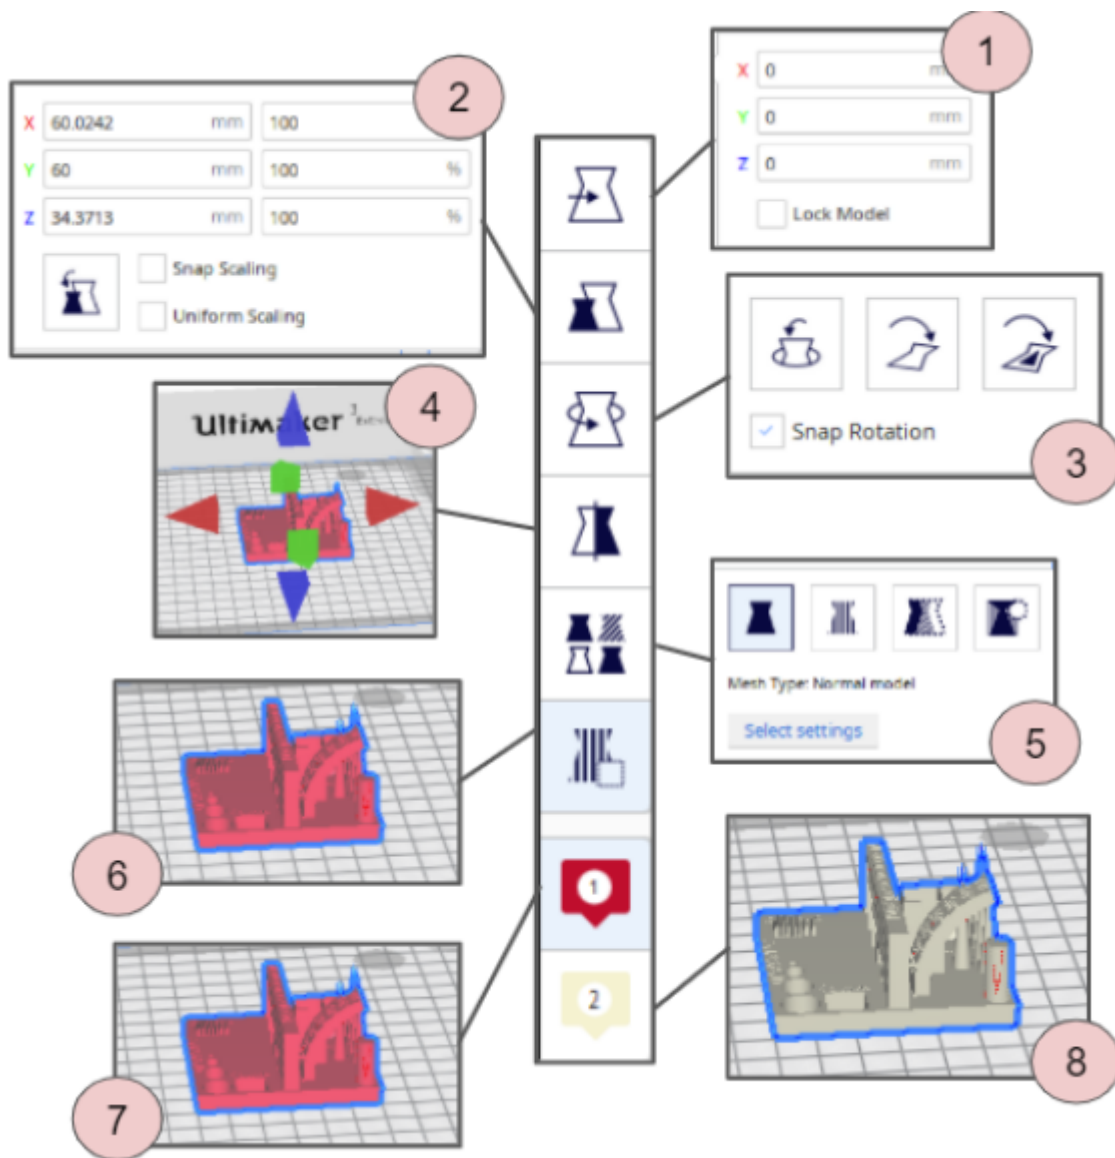 1
X 0 mm
Y 0 mm
Z 0 mm
Lock Model
2
X 60.0242 mm 100
Y 60 mm 100 %
Z 34.3713 mm 100 %
Snap Scaling
Uniform Scaling
Snap Rotation
3
4
Ultimaker 3
5
Mesh Type: Normal model
Select settings
6
1
7
2
8